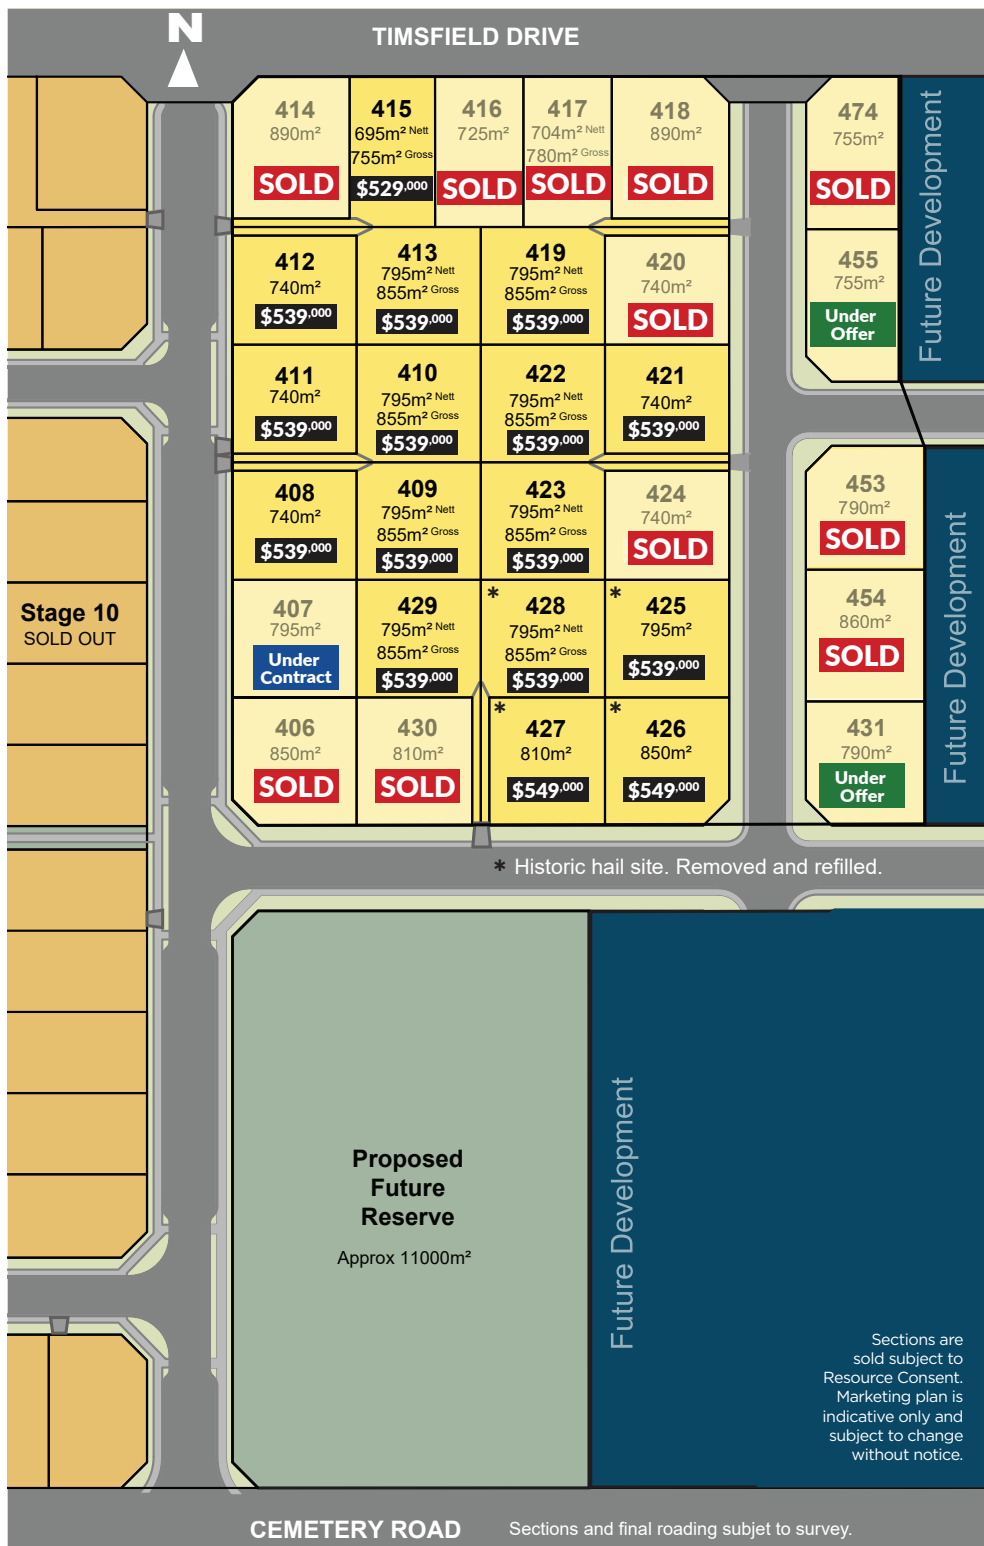 N
TIMSFIELD DRIVE
414
890m²
SOLD
415
695m² Nett
755m² Gross
$529,000
416
725m²
SOLD
417
704m² Nett
780m² Gross
SOLD
418
890m²
SOLD
474
755m²
SOLD
Future Development
412
740m²
$539,000
413
795m² Nett
855m² Gross
$539,000
419
795m² Nett
855m² Gross
$539,000
420
740m²
SOLD
455
755m²
Under
Offer
411
740m²
$539,000
410
795m² Nett
855m² Gross
$539,000
422
795m² Nett
855m² Gross
$539,000
421
740m²
$539,000
408
740m²
$539,000
409
795m² Nett
855m² Gross
$539,000
423
795m² Nett
855m² Gross
$539,000
424
740m²
SOLD
453
790m²
SOLD
Future Development
Stage 10
SOLD OUT
407
795m²
Under
Contract
429
795m² Nett
855m² Gross
$539,000
*
428
795m² Nett
855m² Gross
$539,000
*
425
795m²
$539,000
454
860m²
SOLD
406
850m²
SOLD
430
810m²
SOLD
*
427
810m²
$549,000
*
426
850m²
$549,000
431
790m²
Under
Offer
* Historic hail site. Removed and refilled.
Proposed
Future
Reserve
Approx 11000m²
Future Development
Sections are
sold subject to
Resource Consent.
Marketing plan is
indicative only and
subject to change
without notice.
CEMETERY ROAD
Sections and final roading subjet to survey.